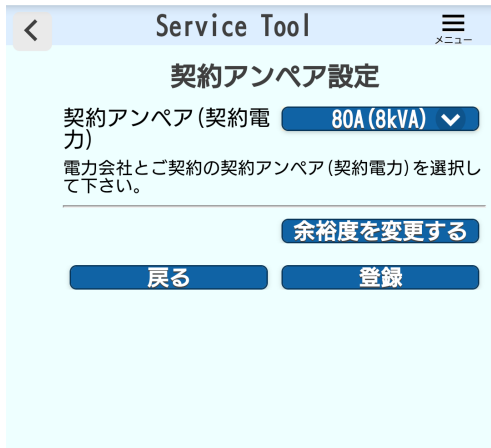 Service Tool
メニュー
契約アンペア設定
契約アンペア(契約電
力)
80A(8kVA)
電力会社とご契約の契約アンペア(契約電力)を選択し
て下さい。
余裕度を変更する
戻る
登録